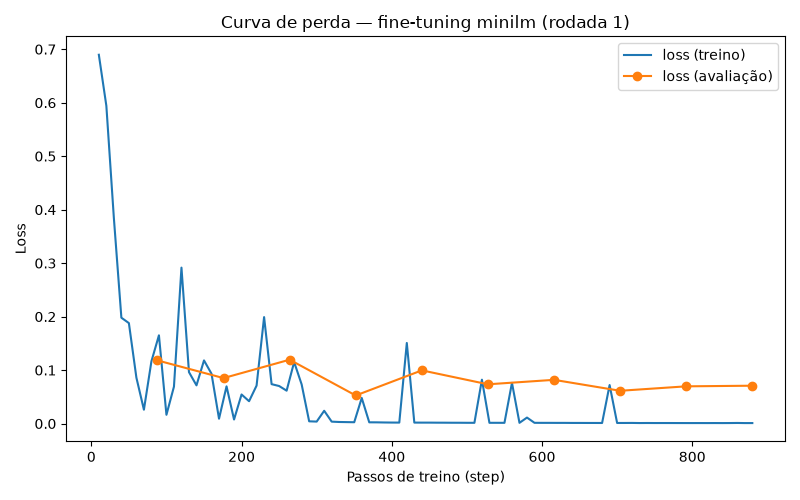 Curva de perda — fine-tuning minilm (rodada 1)
loss (treino)
loss (avaliação)
Loss
0.7
0.6
0.5
0.4
0.3
0.2
0.1
0.0
0 200 400 600 800
Passos de treino (step)